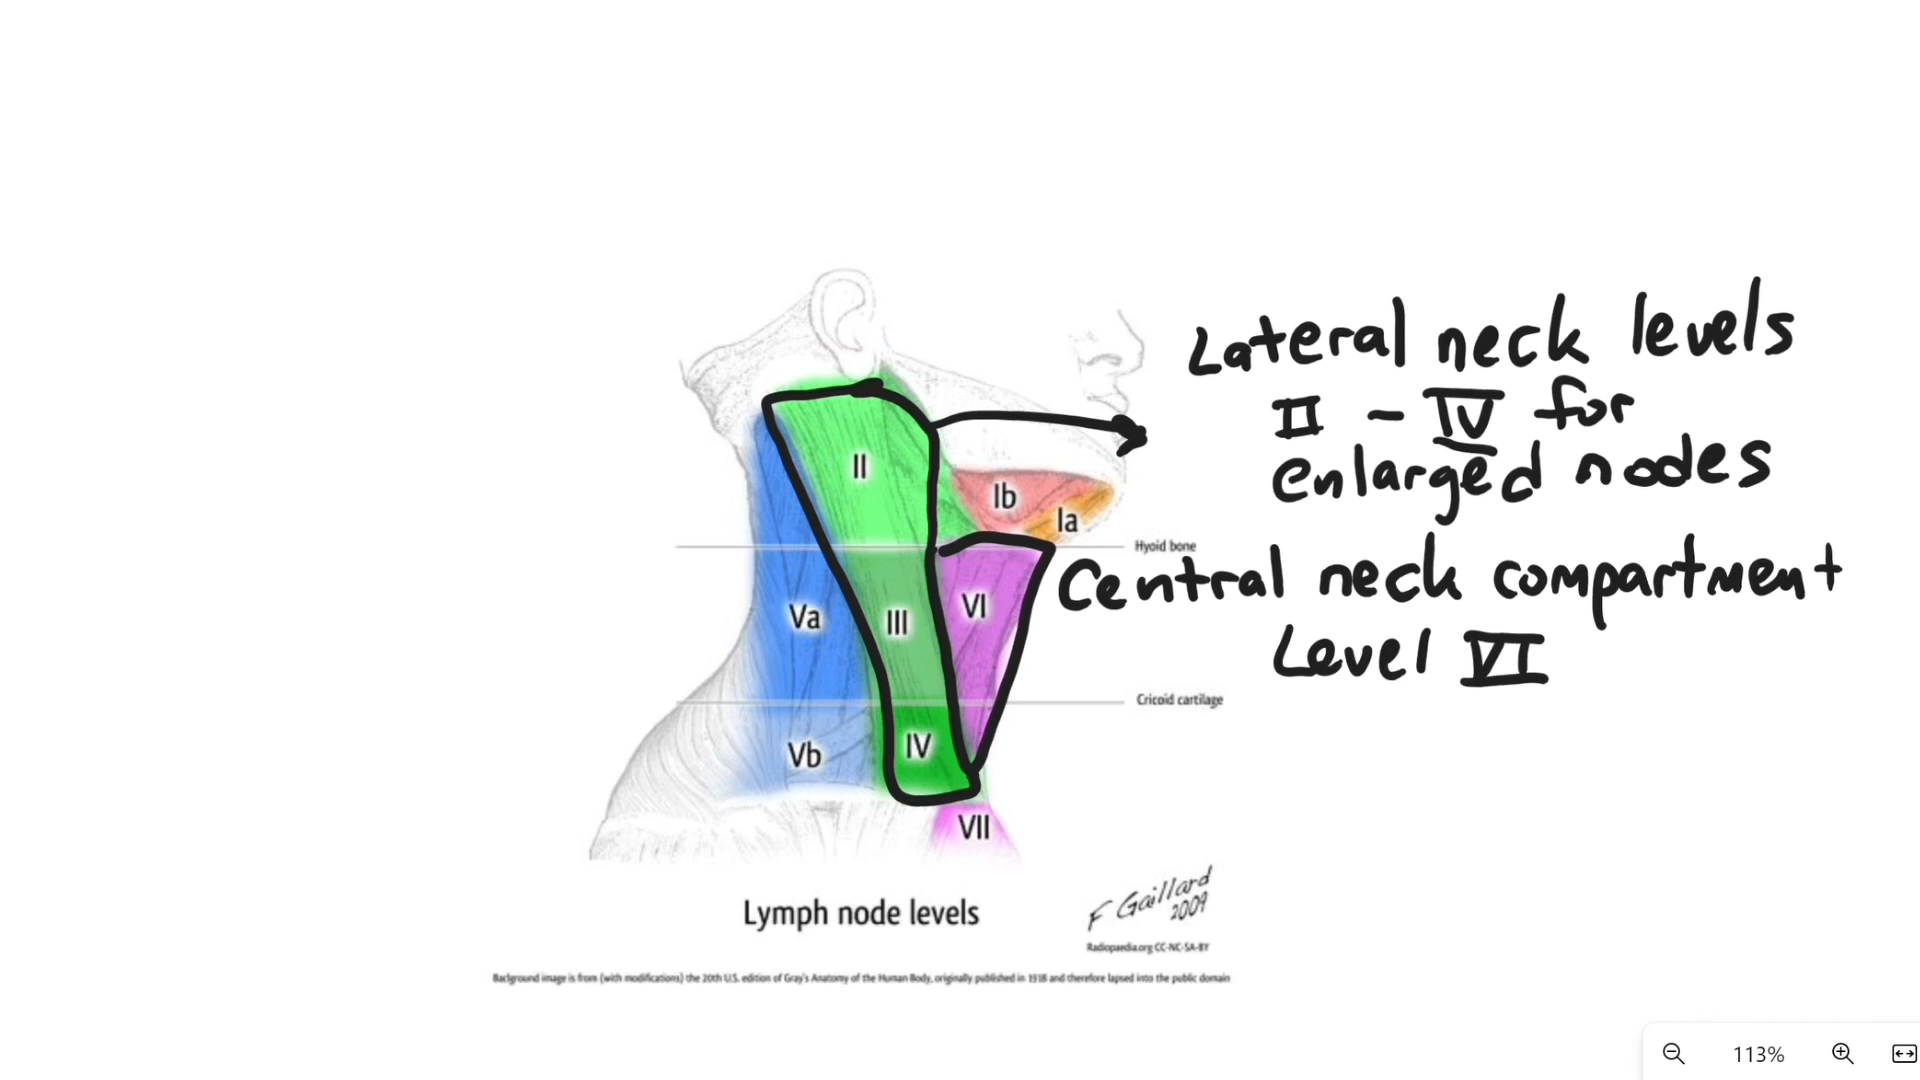 Lateral neck levels
II - IV for
enlarged nodes
II
Ib
Ia
Hyoid bone
Central neck compartment
Level VI
Va
III
VI
Cricoid cartilage
Vb
IV
VII
Lymph node levels
F Gaillard
2009
Radiopaedia.org CC-NC-SA-BY
Background image is from (with modifications) the 20th U.S. edition of Gray's Anatomy of the Human Body, originally published in 1918 and therefore lapsed into the public domain
113%